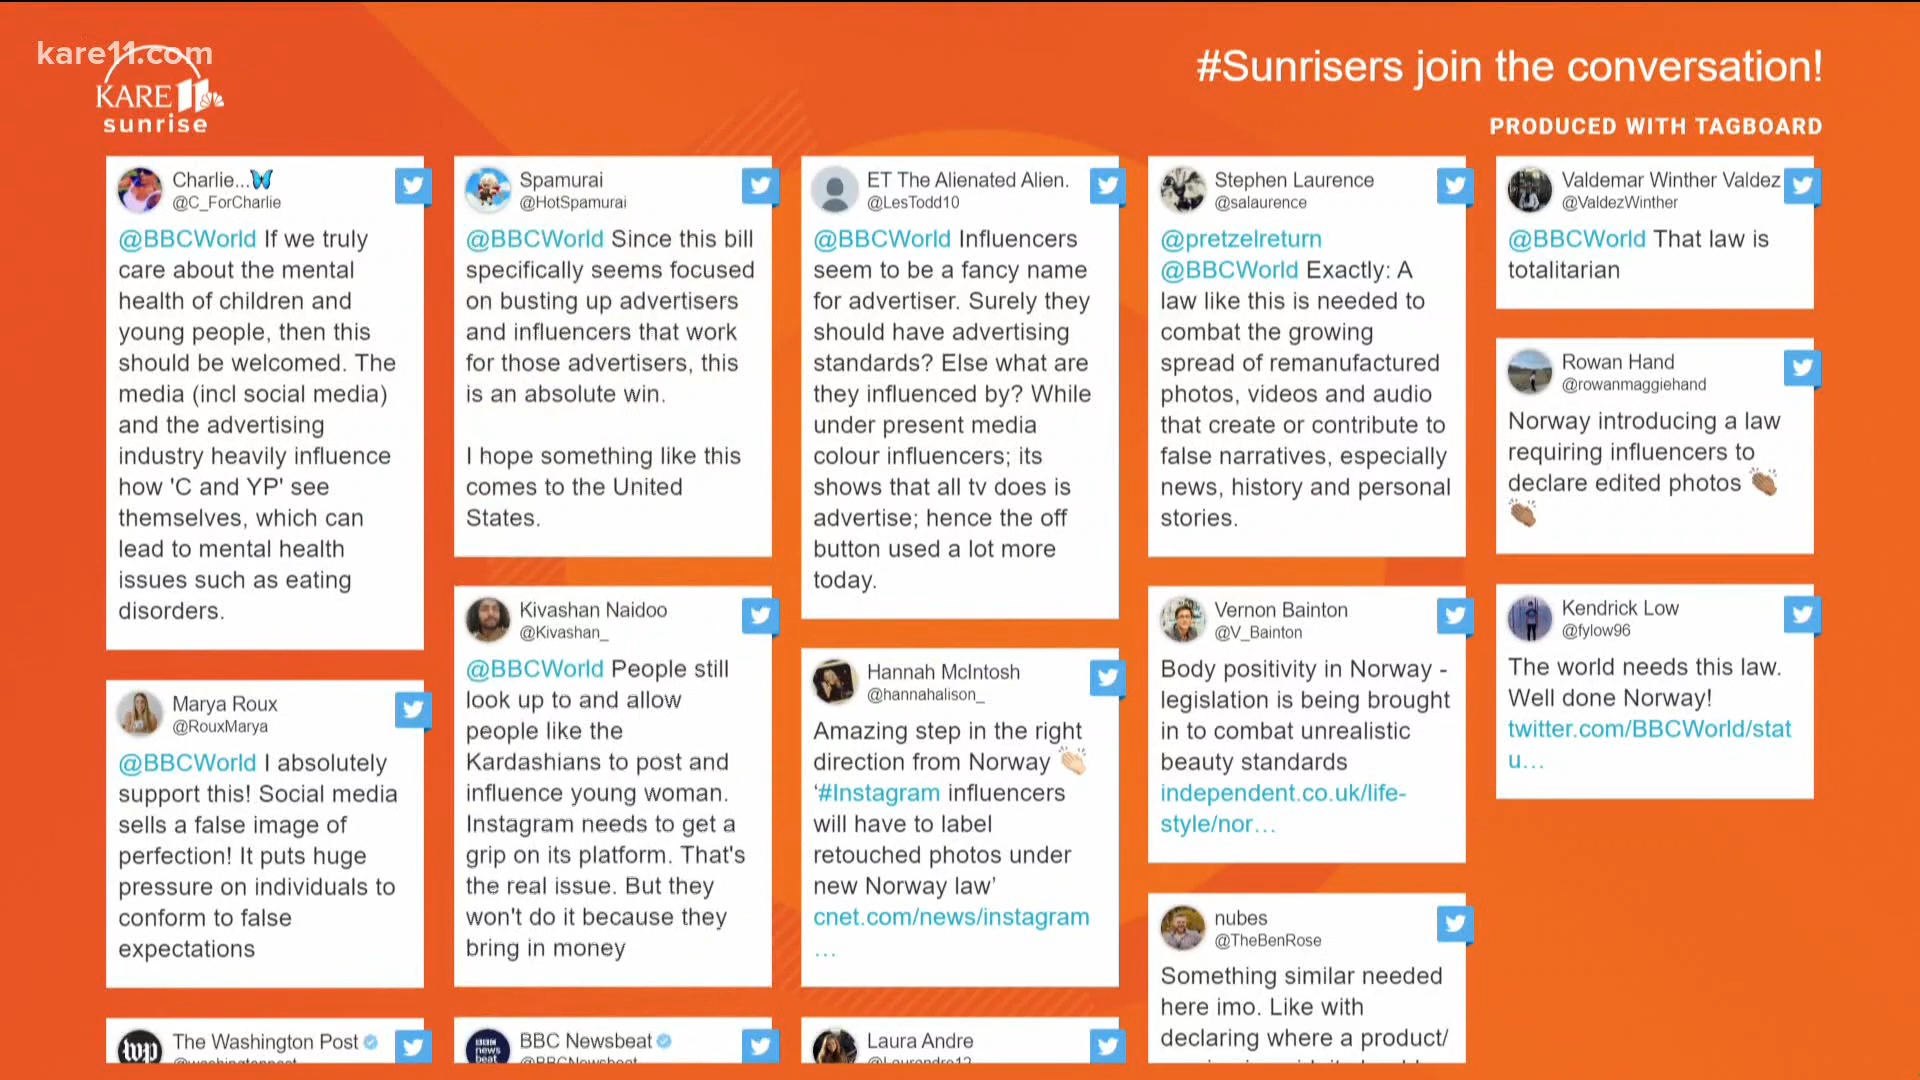 kare11.com
KARE 11
sunrise
#Sunrisers join the conversation!
PRODUCED WITH TAGBOARD
Charlie...🦋
@C_ForCharlie
@BBCWorld If we truly
care about the mental
health of children and
young people, then this
should be welcomed. The
media (incl social media)
and the advertising
industry heavily influence
how 'C and YP' see
themselves, which can
lead to mental health
issues such as eating
disorders.
Marya Roux
@RouxMarya
@BBCWorld I absolutely
support this! Social media
sells a false image of
perfection! It puts huge
pressure on individuals to
conform to false
expectations
wp
The Washington Post
@washingtonpost
Spamurai
@HotSpamurai
@BBCWorld Since this bill
specifically seems focused
on busting up advertisers
and influencers that work
for those advertisers, this
is an absolute win.
I hope something like this
comes to the United
States.
Kivashan Naidoo
@Kivashan_
@BBCWorld People still
look up to and allow
people like the
Kardashians to post and
influence young woman.
Instagram needs to get a
grip on its platform. That's
the real issue. But they
won't do it because they
bring in money
BBC
news
beat
BBC Newsbeat
@BBCNewsbeat
ET The Alienated Alien.
@LesTodd10
@BBCWorld Influencers
seem to be a fancy name
for advertiser. Surely they
should have advertising
standards? Else what are
they influenced by? While
under present media
colour influencers; its
shows that all tv does is
advertise; hence the off
button used a lot more
today.
Hannah McIntosh
@hannahalison_
Amazing step in the right
direction from Norway 👏🏻
‘#Instagram influencers
will have to label
retouched photos under
new Norway law’
cnet.com/news/instagram
…
Laura Andre
@Laurandre12
Stephen Laurence
@salaurence
@pretzelreturn
@BBCWorld Exactly: A
law like this is needed to
combat the growing
spread of remanufactured
photos, videos and audio
that create or contribute to
false narratives, especially
news, history and personal
stories.
Vernon Bainton
@V_Bainton
Body positivity in Norway -
legislation is being brought
in to combat unrealistic
beauty standards
independent.co.uk/life-
style/nor…
nubes
@TheBenRose
Something similar needed
here imo. Like with
declaring where a product/
Valdemar Winther Valdez
@ValdezWinther
@BBCWorld That law is
totalitarian
Rowan Hand
@rowanmaggiehand
Norway introducing a law
requiring influencers to
declare edited photos 👏🏽
👏🏽
Kendrick Low
@fylow96
The world needs this law.
Well done Norway!
twitter.com/BBCWorld/stat
u…